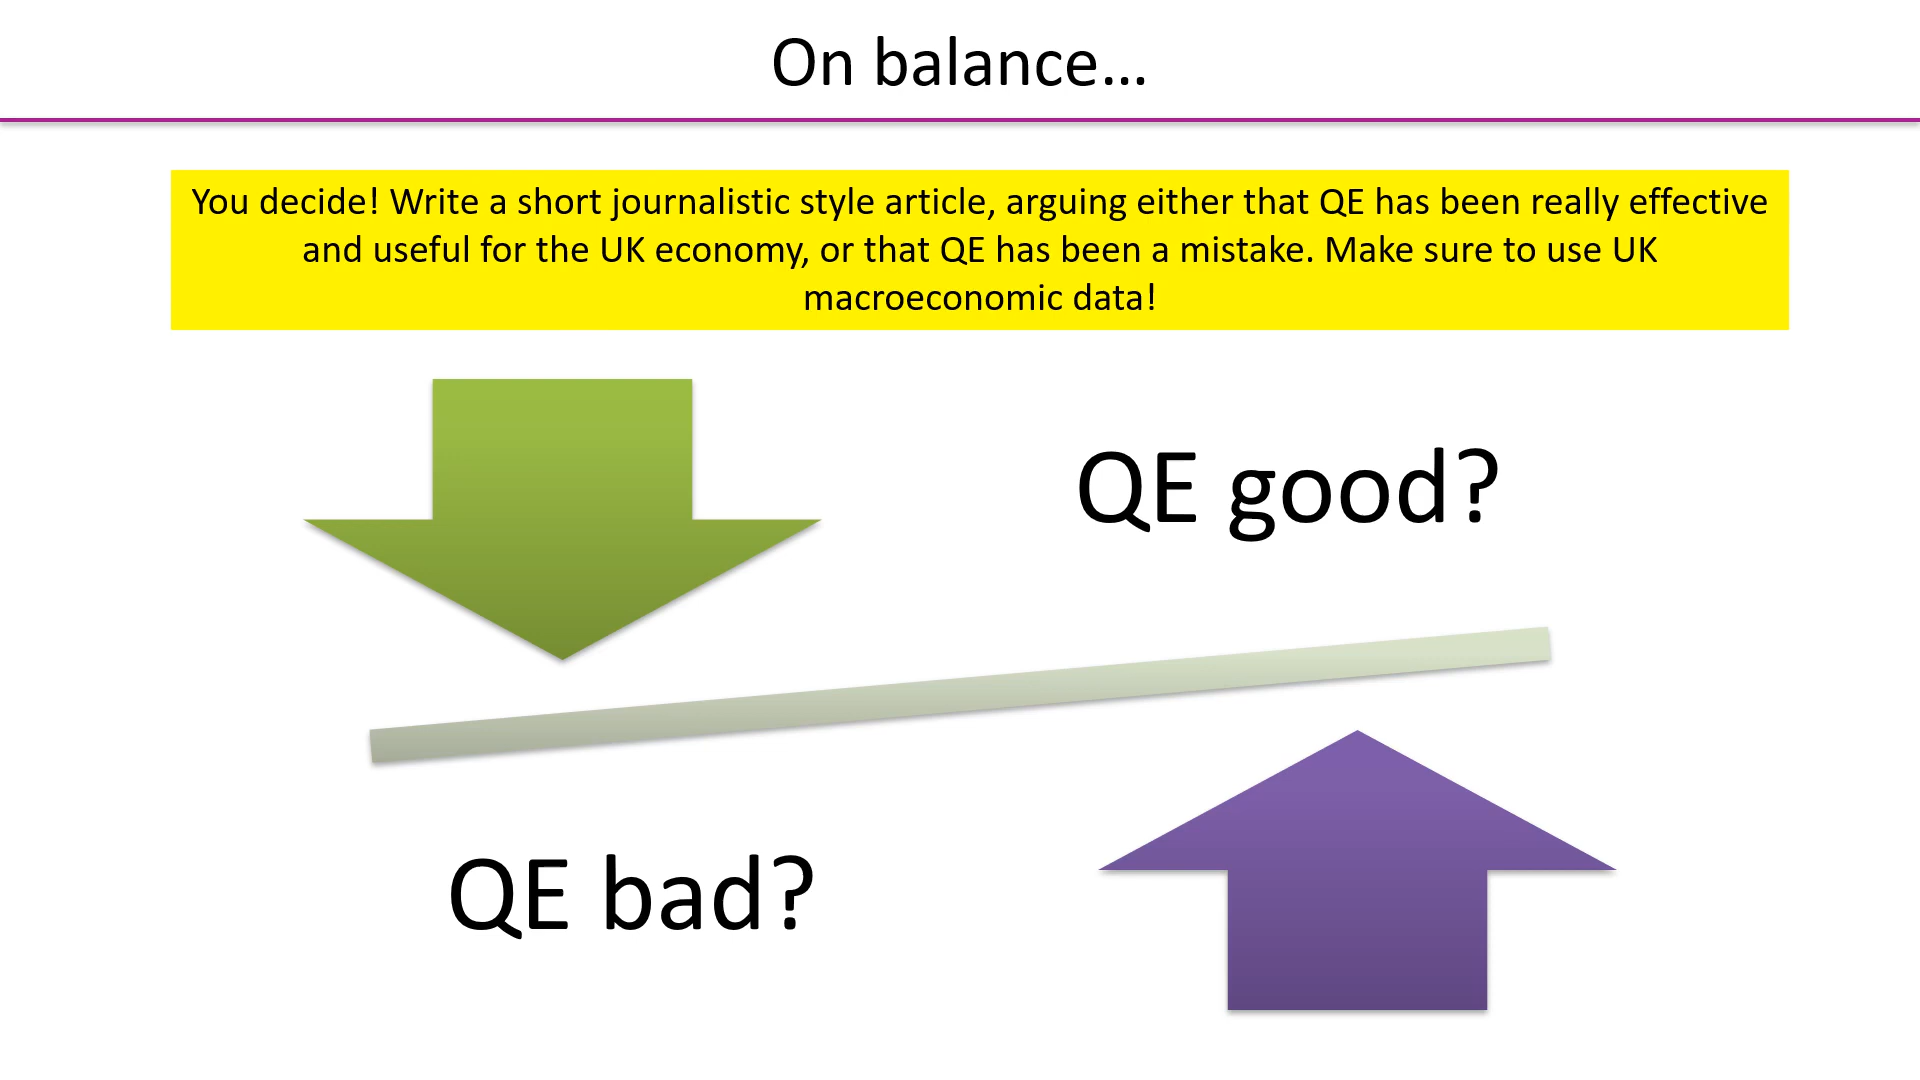 On balance…
You decide! Write a short journalistic style article, arguing either that QE has been really effective
and useful for the UK economy, or that QE has been a mistake. Make sure to use UK
macroeconomic data!
QE good?
QE bad?